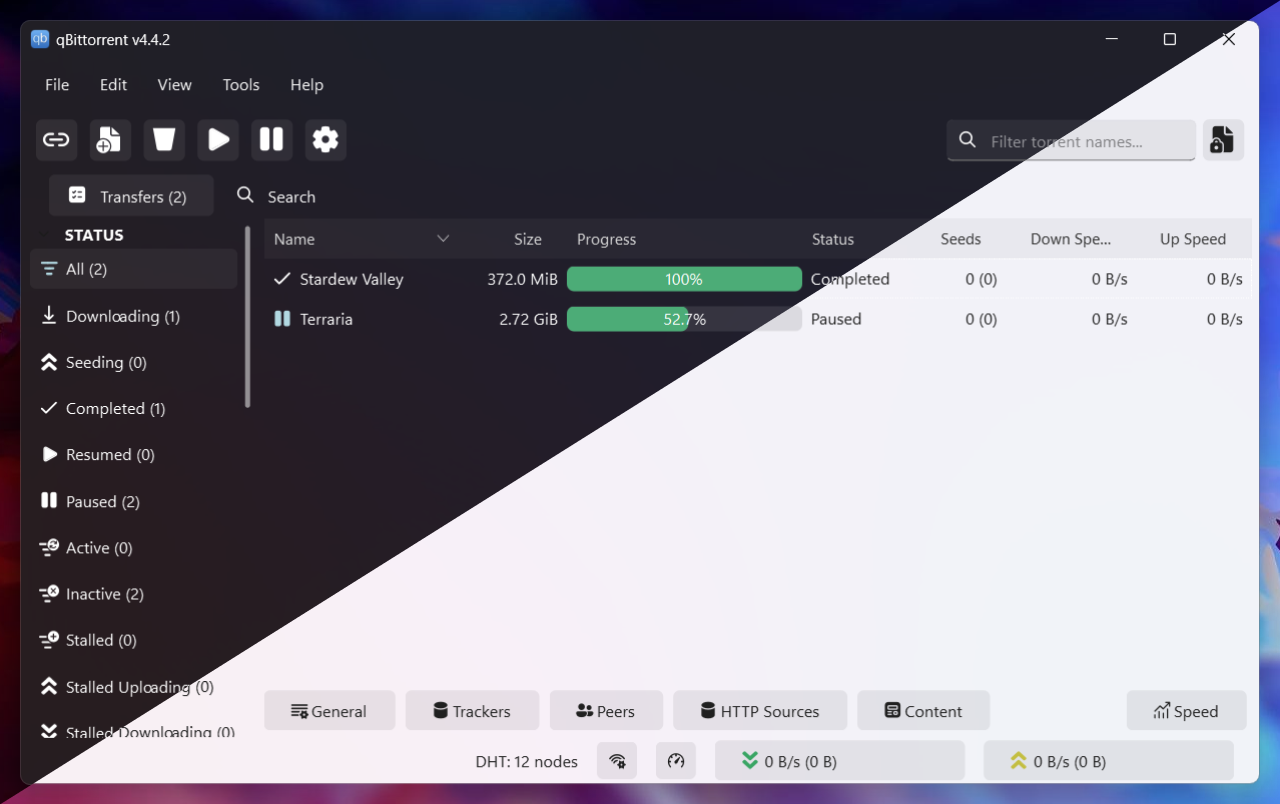 qb qBittorrent v4.4.2
File Edit View Tools Help
Filter torrent names...
Transfers (2) Search
STATUS
Name Size Progress Status Seeds Down Spe... Up Speed
All (2)
Stardew Valley 372.0 MiB 100% Completed 0 (0) 0 B/s 0 B/s
Downloading (1)
Terraria 2.72 GiB 52.7% Paused 0 (0) 0 B/s 0 B/s
Seeding (0)
Completed (1)
Resumed (0)
Paused (2)
Active (0)
Inactive (2)
Stalled (0)
Stalled Uploading (0)
Stalled Downloading (0)
General Trackers Peers HTTP Sources Content Speed
DHT: 12 nodes 0 B/s (0 B) 0 B/s (0 B)